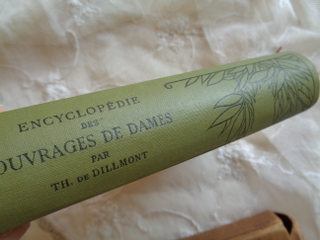 ENCYCLOPÉDIE
DES
OUVRAGES DE DAMES
PAR
TH. DE DILLMONT